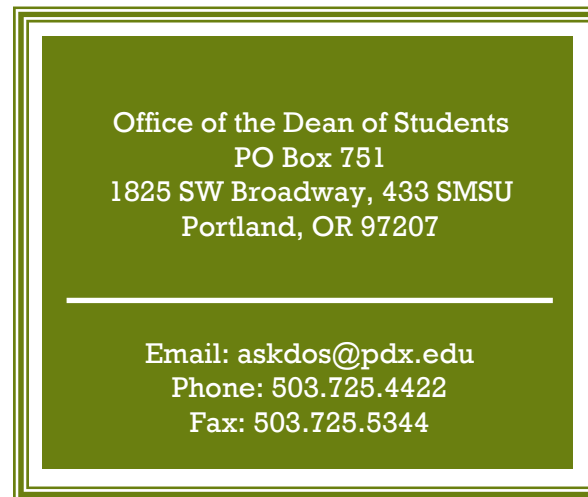 Office of the Dean of Students
PO Box 751
1825 SW Broadway, 433 SMSU
Portland, OR 97207
Email: askdos@pdx.edu
Phone: 503.725.4422
Fax: 503.725.5344